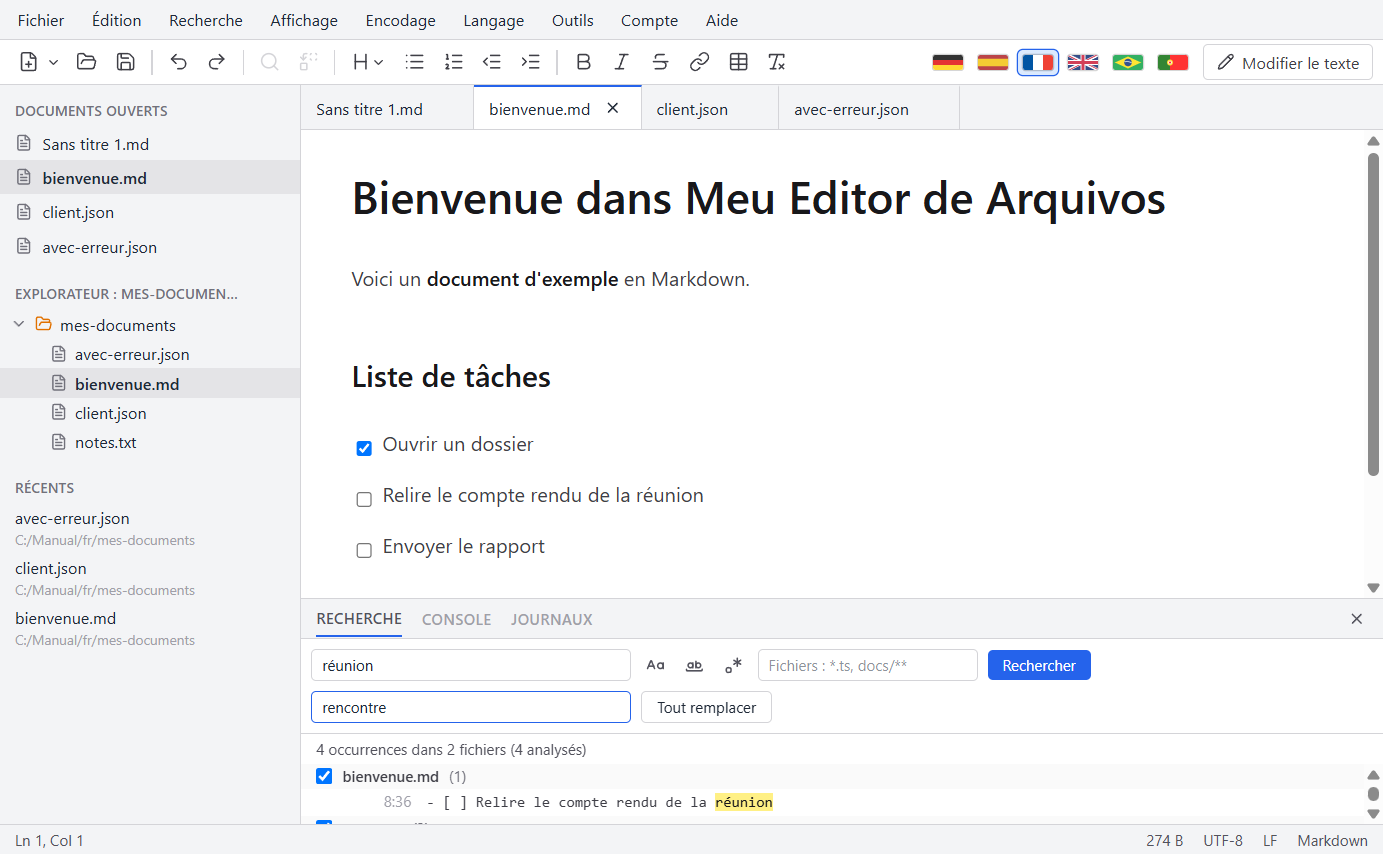 Fichier Édition Recherche Affichage Encodage Langage Outils Compte Aide
H B I S Modifier le texte
DOCUMENTS OUVERTS
Sans titre 1.md
bienvenue.md
client.json
avec-erreur.json
EXPLORATEUR : MES-DOCUMEN...
mes-documents
avec-erreur.json
bienvenue.md
client.json
notes.txt
RÉCENTS
avec-erreur.json
C:/Manual/fr/mes-documents
client.json
C:/Manual/fr/mes-documents
bienvenue.md
C:/Manual/fr/mes-documents
Sans titre 1.md bienvenue.md client.json avec-erreur.json
Bienvenue dans Meu Editor de Arquivos
Voici un document d'exemple en Markdown.
Liste de tâches
Ouvrir un dossier
Relire le compte rendu de la réunion
Envoyer le rapport
RECHERCHE CONSOLE JOURNAUX
réunion Aa ab .* Fichiers : *.ts, docs/** Rechercher
rencontre Tout remplacer
4 occurrences dans 2 fichiers (4 analysés)
bienvenue.md (1)
8:36 - [ ] Relire le compte rendu de la réunion
Ln 1, Col 1 274 B UTF-8 LF Markdown